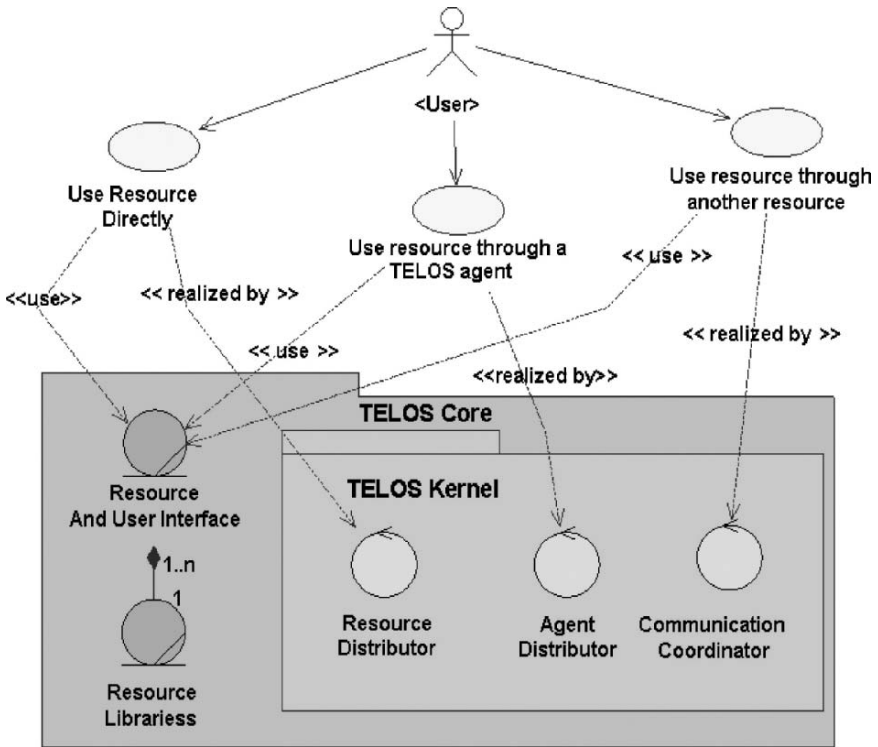 <User>
Use Resource
Directly
Use resource through a
TELOS agent
Use resource through
another resource
<<use>>
<< realized by >>
<< use >>
<< use >>
<<realized by>>
<< realized by >>
TELOS Core
TELOS Kernel
Resource
And User Interface
1..n
1
Resource
Librariess
Resource
Distributor
Agent
Distributor
Communication
Coordinator